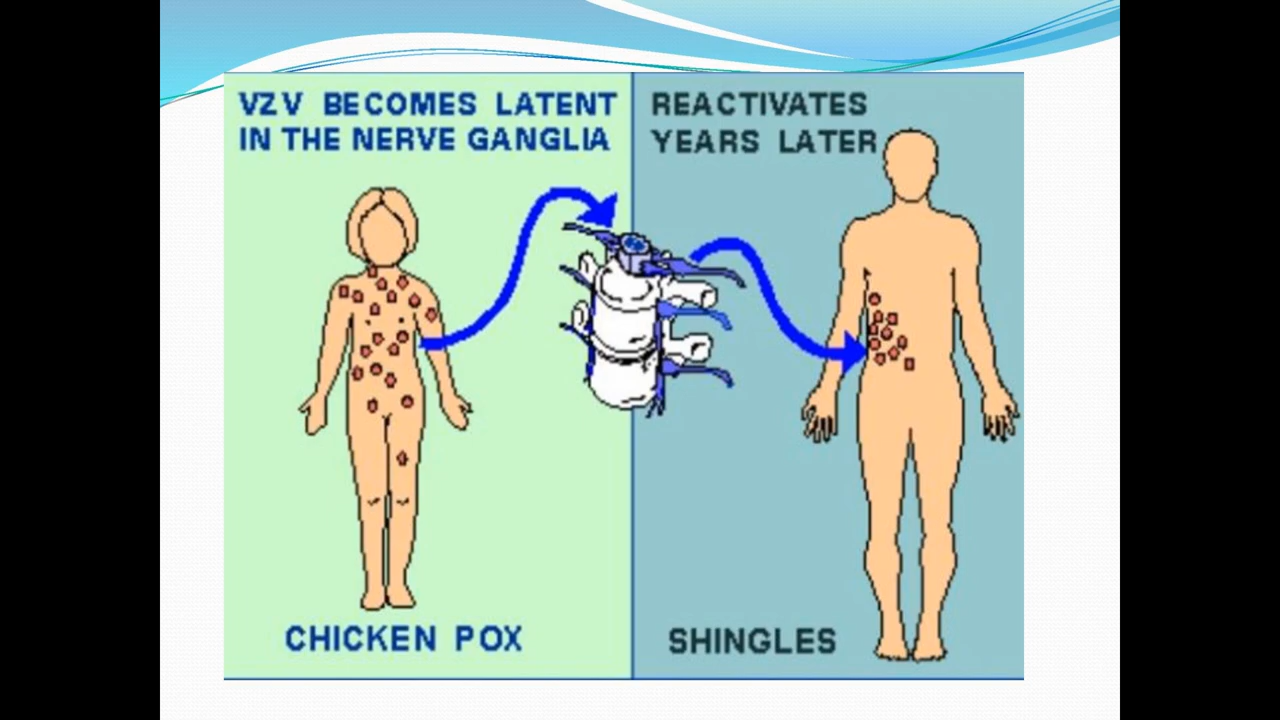 VZV BECOMES LATENT
IN THE NERVE GANGLIA
REACTIVATES
YEARS LATER
CHICKEN POX
SHINGLES